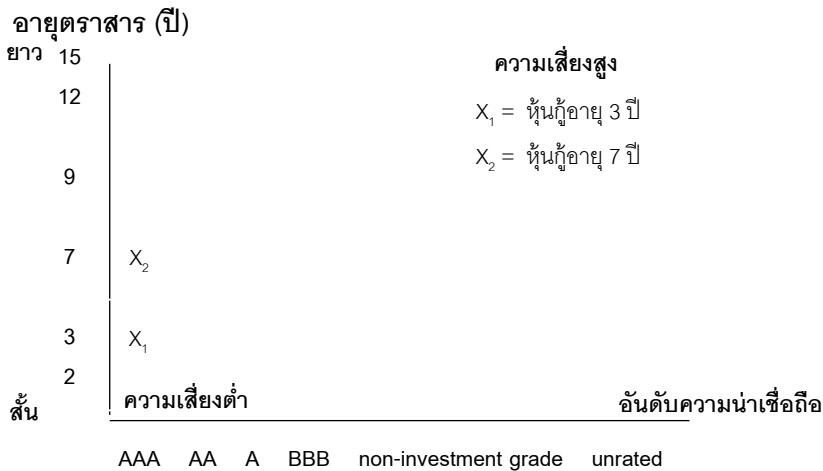 อายุตราสาร (ปี)
ยาว 15
ความเสี่ยงสูง
12
X₁ = หุ้นกู้อายุ 3 ปี
X₂ = หุ้นกู้อายุ 7 ปี
9
7 X₂
3 X₁
2
สั้น ความเสี่ยงต่ำ อันดับความน่าเชื่อถือ
AAA AA A BBB non-investment grade unrated